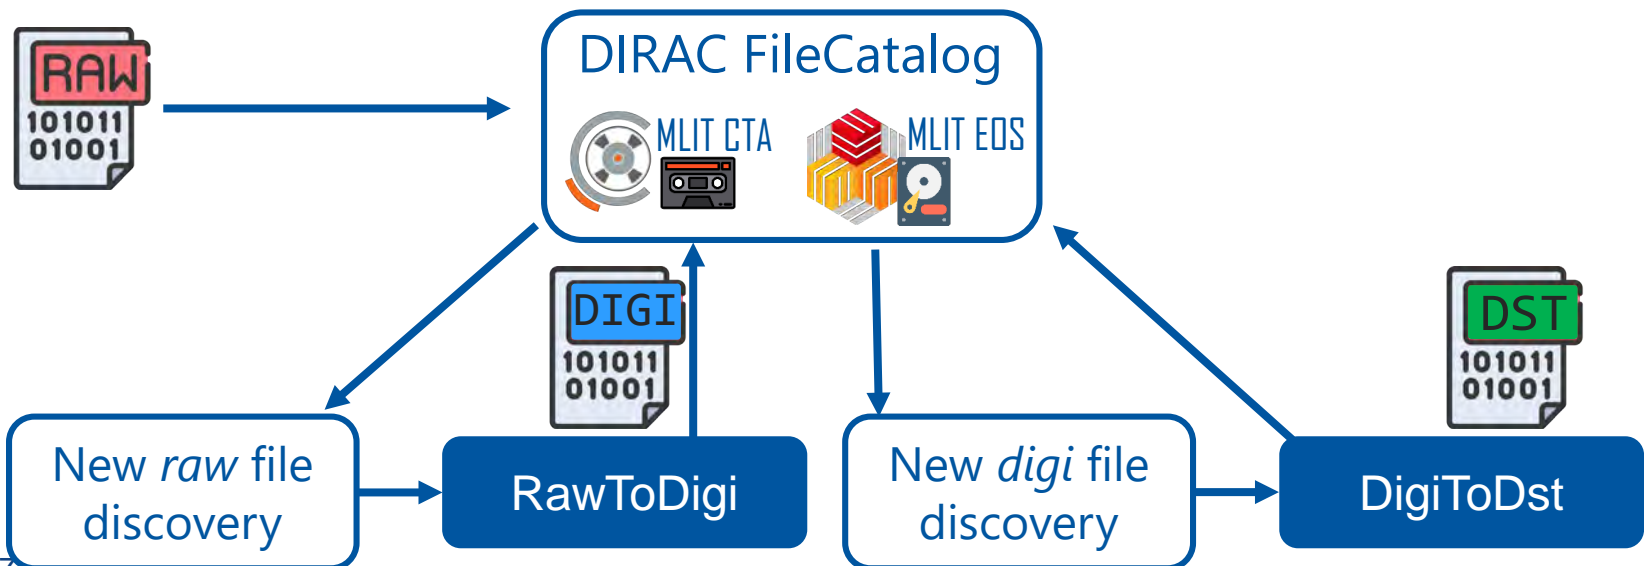 DIRAC FileCatalog
RAW
101011
01001
MLIT CTA
MLIT EOS
DIGI
101011
01001
DST
101011
01001
New raw file
discovery
RawToDigi
New digi file
discovery
DigiToDst
7